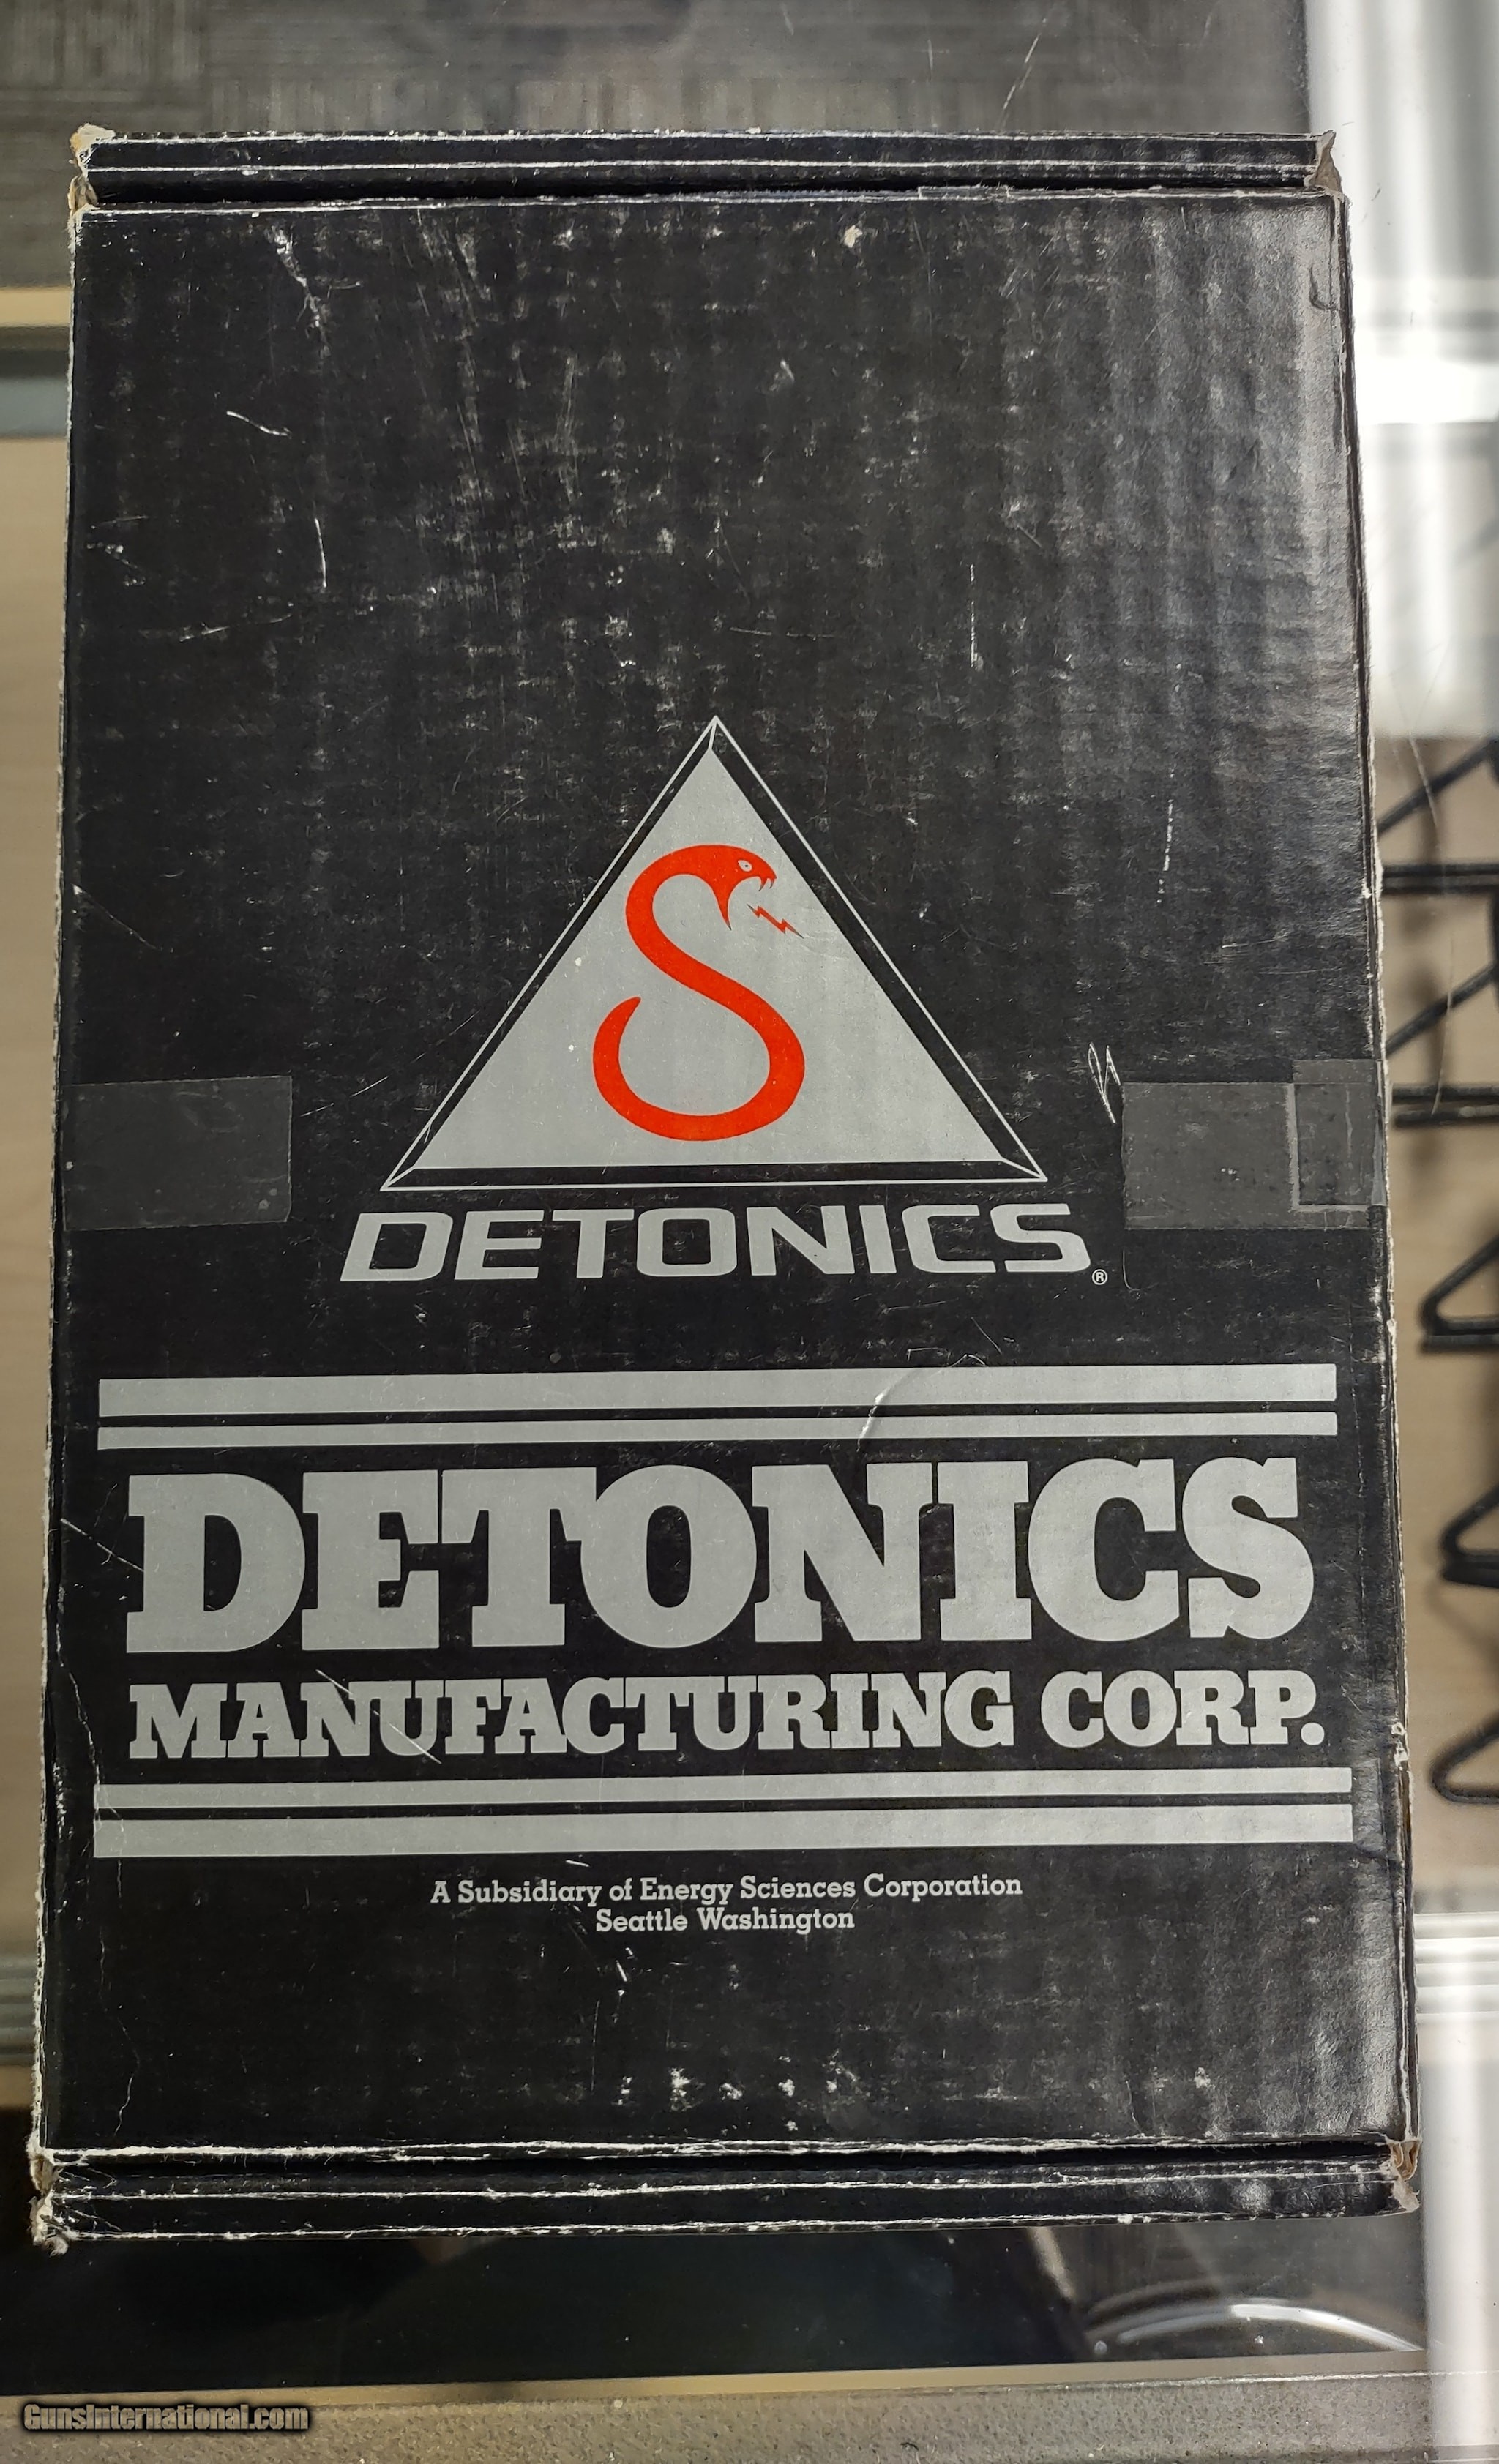 DETONICS®
DETONICS
MANUFACTURING CORP.
A Subsidiary of Energy Sciences Corporation
Seattle Washington
GunsInternational.com